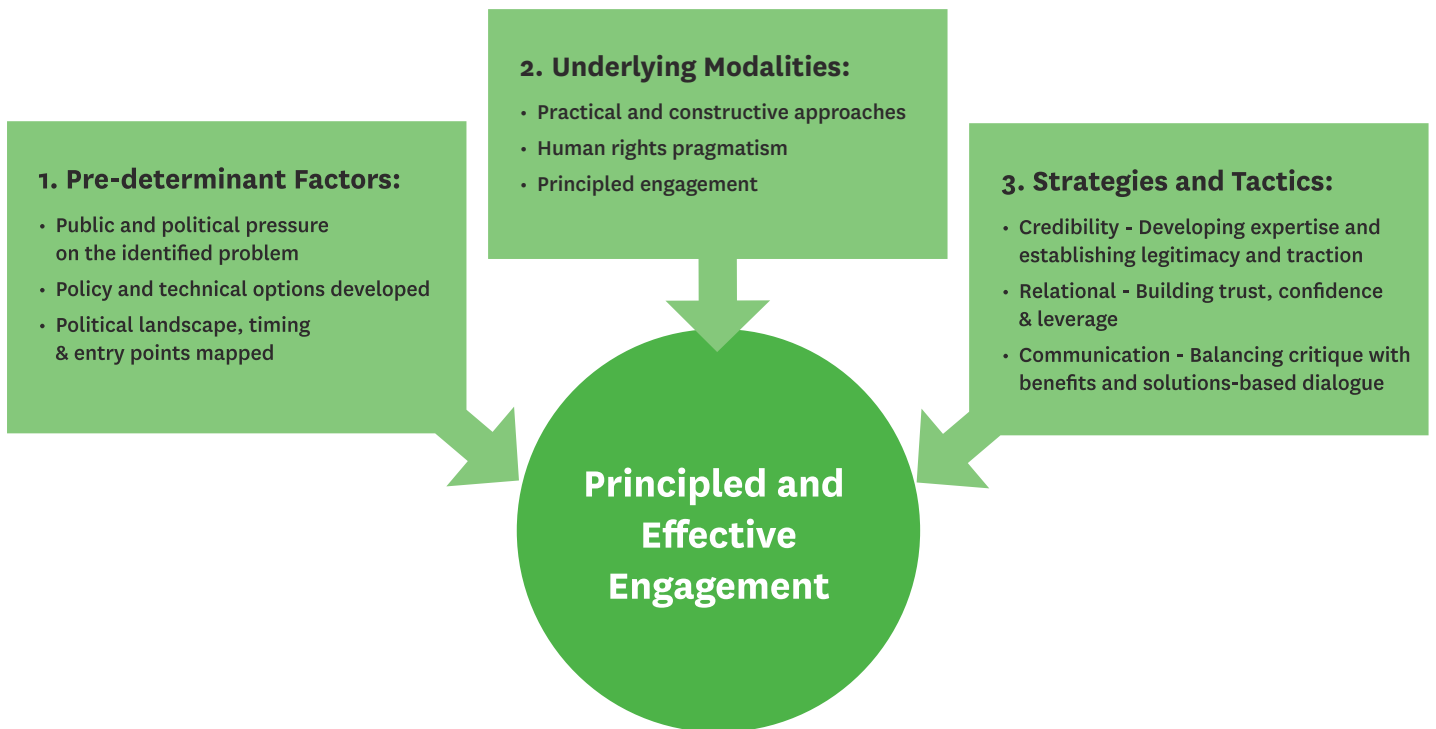 1. Pre-determinant Factors:
• Public and political pressure
on the identified problem
• Policy and technical options developed
• Political landscape, timing
& entry points mapped
2. Underlying Modalities:
• Practical and constructive approaches
• Human rights pragmatism
• Principled engagement
3. Strategies and Tactics:
• Credibility - Developing expertise and
establishing legitimacy and traction
• Relational - Building trust, confidence
& leverage
• Communication - Balancing critique with
benefits and solutions-based dialogue
Principled and
Effective
Engagement